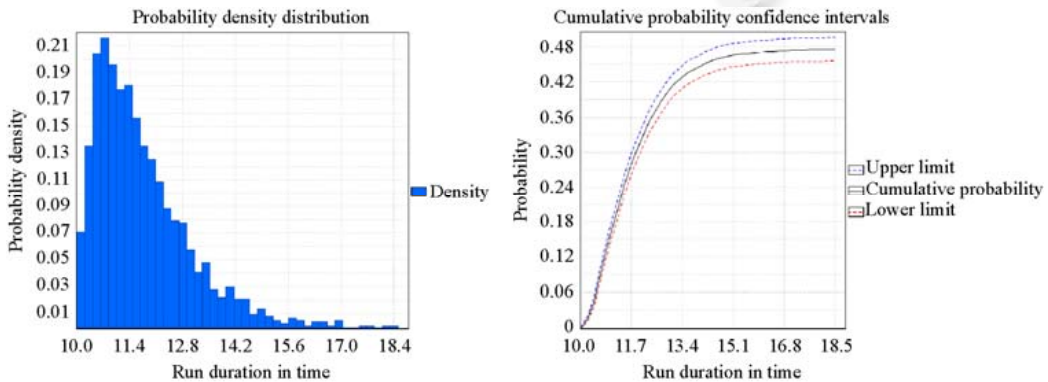 Probability density distribution
0.21
0.19
0.17
0.15
0.13
0.11
0.09
0.07
0.05
0.03
0.01
Probability density
10.0 11.4 12.8 14.2 15.6 17.0 18.4
Run duration in time
Density
Cumulative probability confidence intervals
0.48
0.42
0.36
0.30
0.24
0.18
0.12
0.06
0
Probability
10.0 11.7 13.4 15.1 16.8 18.5
Run duration in time
Upper limit
Cumulative probability
Lower limit